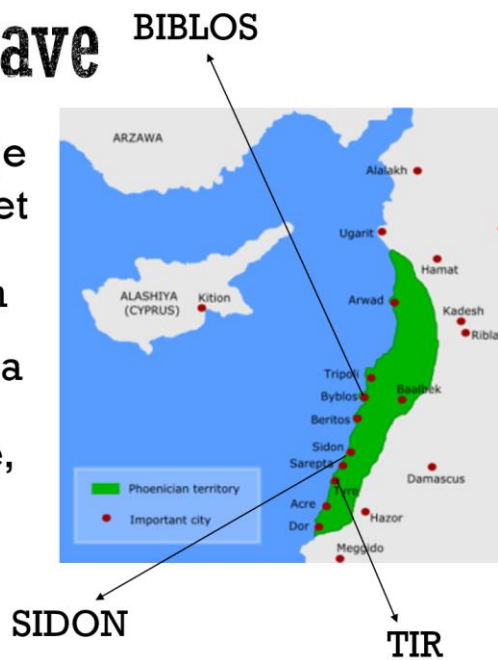 ave
BIBLOS
e
et
a
e,
ARZAWA
Alalakh
Ugarit
Hamat
ALASHIYA
(CYPRUS)
Kition
Arwad
Kadesh
Ribla
Tripoli
Byblos
Baalbek
Beritos
Sidon
Sarepta
Damascus
Tyre
Phoenician territory
Acre
Important city
Hazor
Dor
Meggido
SIDON
TIR